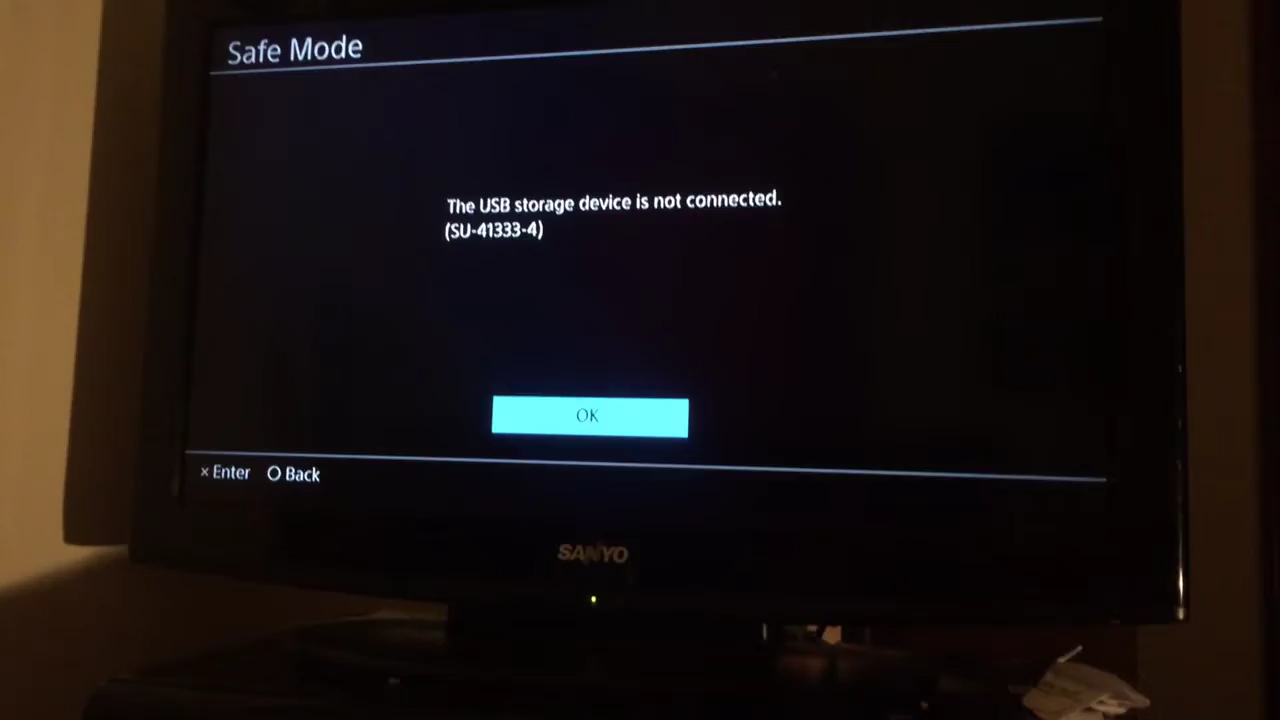 Safe Mode
The USB storage device is not connected.
(SU-41333-4)
OK
× Enter O Back
SANYO